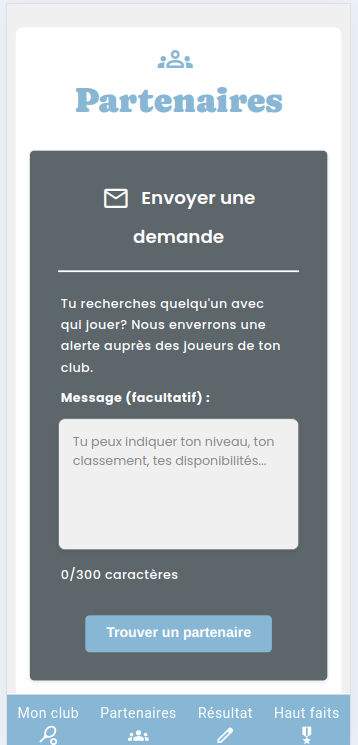 Partenaires
Envoyer une
demande
Tu recherches quelqu'un avec
qui jouer? Nous enverrons une
alerte auprès des joueurs de ton
club.
Message (facultatif) :
Tu peux indiquer ton niveau, ton
classement, tes disponibilités...
0/300 caractères
Trouver un partenaire
Mon club Partenaires Résultat Haut faits